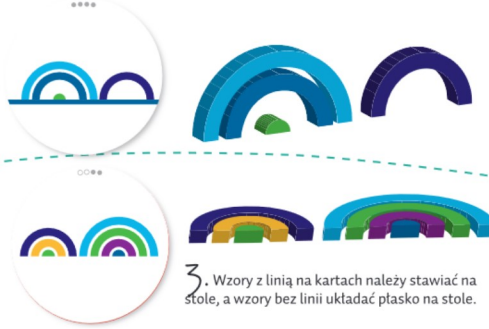 3. Wzory z linią na kartach należy stawiać na
stole, a wzory bez linii układać płasko na stole.